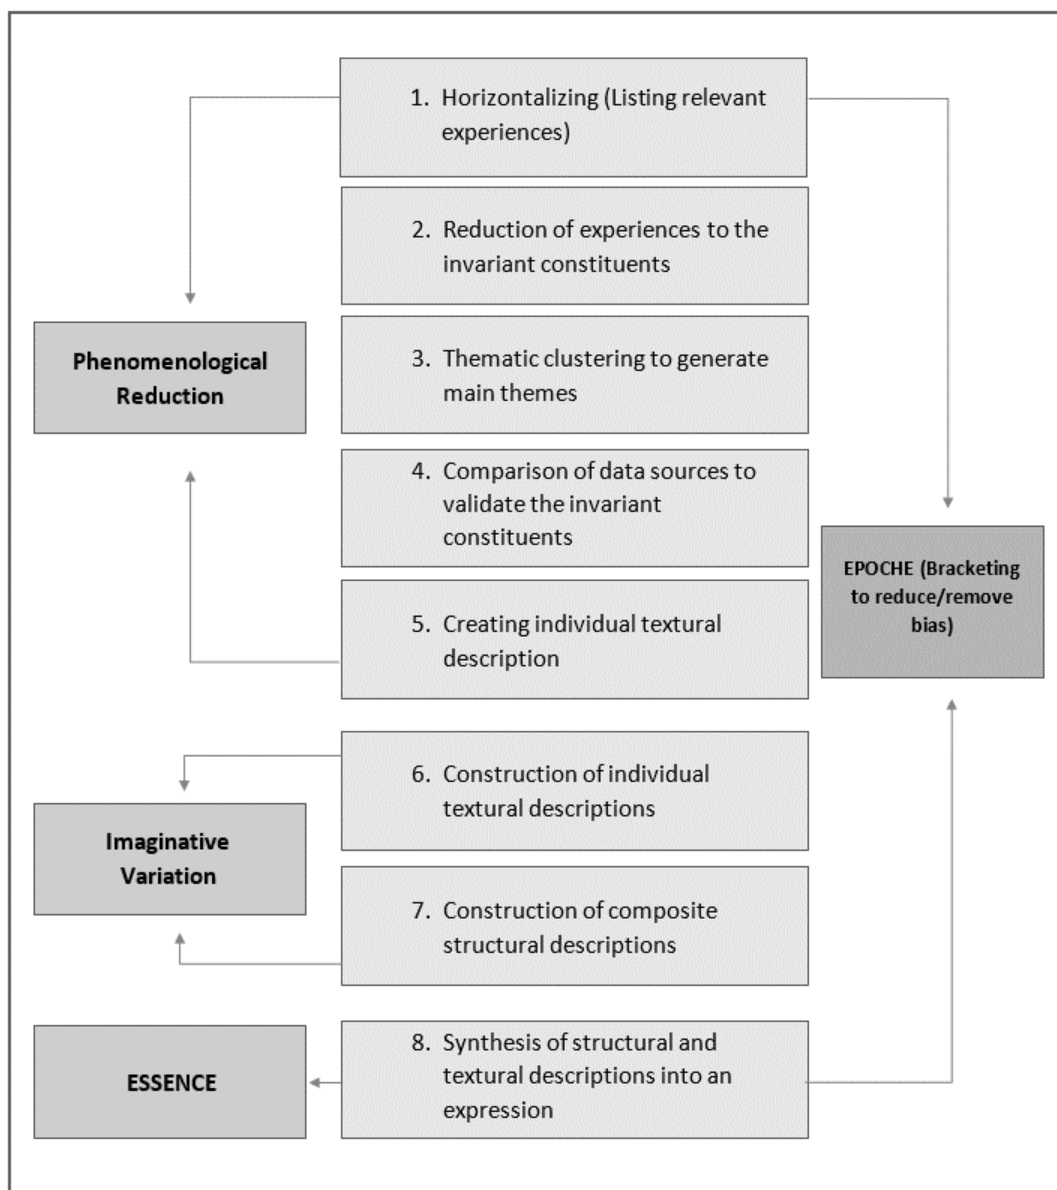 1. Horizontalizing (Listing relevant
experiences)
2. Reduction of experiences to the
invariant constituents
Phenomenological
Reduction
3. Thematic clustering to generate
main themes
4. Comparison of data sources to
validate the invariant
constituents
EPOCHE (Bracketing
to reduce/remove
bias)
5. Creating individual textural
description
6. Construction of individual
textural descriptions
Imaginative
Variation
7. Construction of composite
structural descriptions
ESSENCE
8. Synthesis of structural and
textural descriptions into an
expression